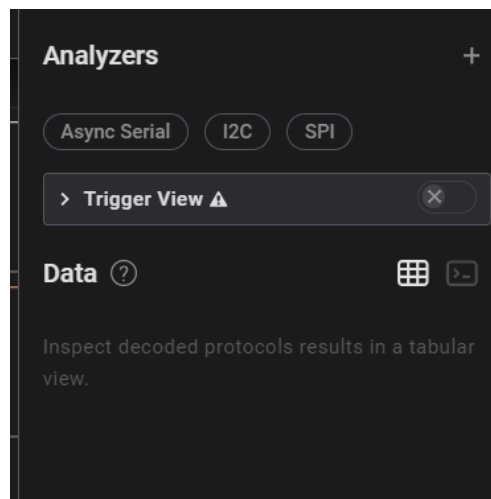 Analyzers
Async Serial I2C SPI
Trigger View
Data
Inspect decoded protocols results in a tabular
view.